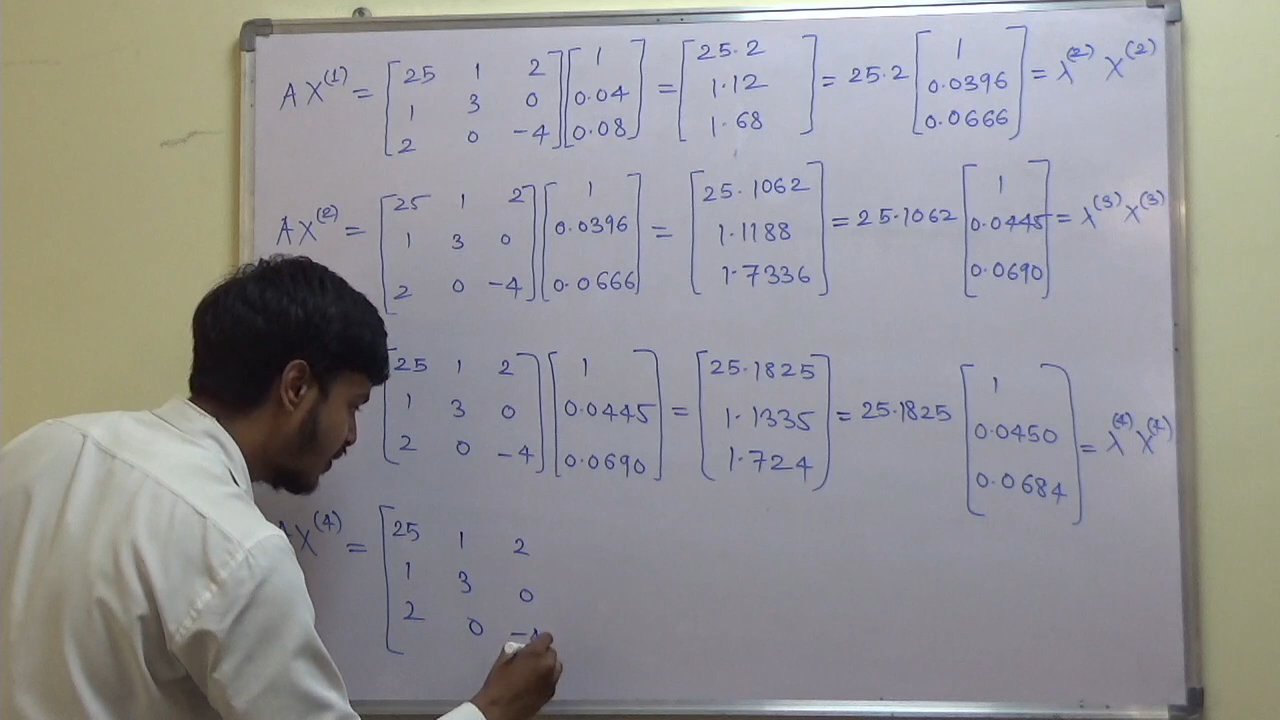 A X^(1) = [25 1 2; 1 3 0; 2 0 -4] [1; 0.04; 0.08] = [25.2; 1.12; 1.68] = 25.2 [1; 0.0396; 0.0666] = λ^(2) X^(2)
A X^(2) = [25 1 2; 1 3 0; 2 0 -4] [1; 0.0396; 0.0666] = [25.1062; 1.1188; 1.7336] = 25.1062 [1; 0.0445; 0.0690] = λ^(3) X^(3)
[25 1 2; 1 3 0; 2 0 -4] [1; 0.0445; 0.0690] = [25.1825; 1.1335; 1.724] = 25.1825 [1; 0.0450; 0.0684] = λ^(4) X^(4)
A X^(4) = [25 1 2; 1 3 0; 2 0 -4